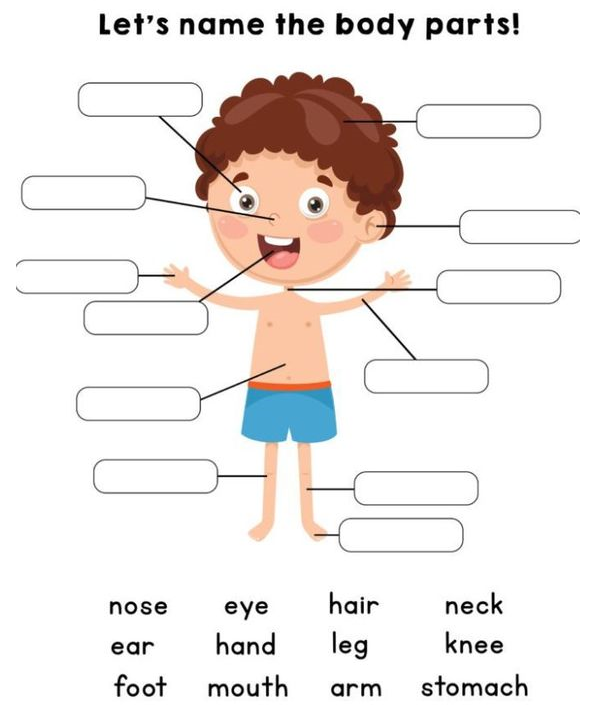 Let's name the body parts!
nose eye hair neck
ear hand leg knee
foot mouth arm stomach